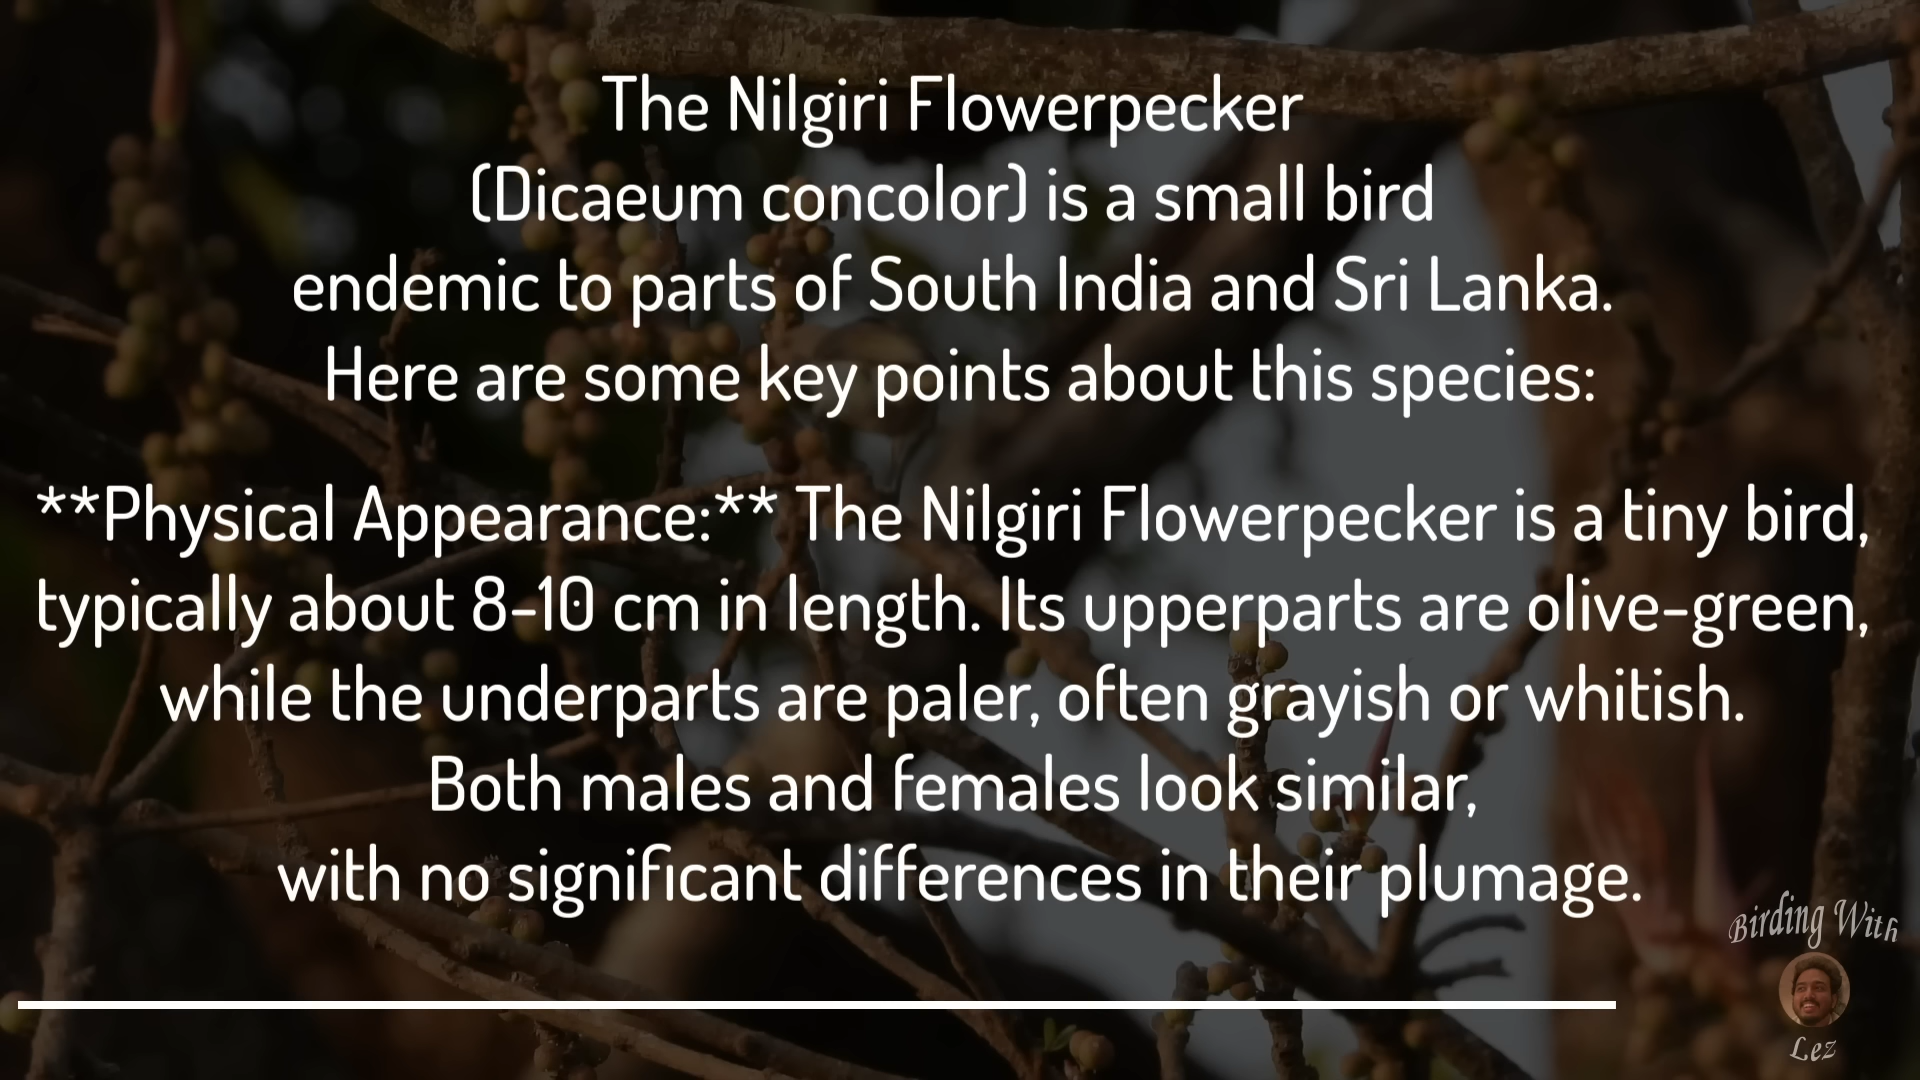 The Nilgiri Flowerpecker
(Dicaeum concolor) is a small bird
endemic to parts of South India and Sri Lanka.
Here are some key points about this species:
**Physical Appearance:** The Nilgiri Flowerpecker is a tiny bird,
typically about 8-10 cm in length. Its upperparts are olive-green,
while the underparts are paler, often grayish or whitish.
Both males and females look similar,
with no significant differences in their plumage.
Birding With
Lez